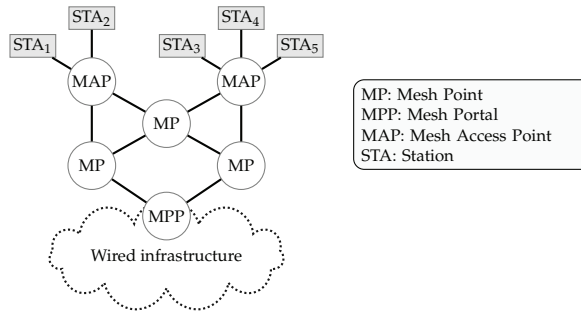 STA₂ STA₄
STA₁ STA₃ STA₅
MAP MAP
MP: Mesh Point
MPP: Mesh Portal
MAP: Mesh Access Point
STA: Station
MP
MP MP
MPP
Wired infrastructure